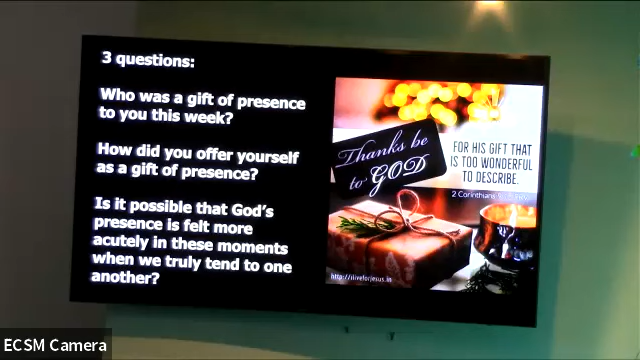 3 questions:
Who was a gift of presence
to you this week?
How did you offer yourself
as a gift of presence?
Is it possible that God's
presence is felt more
acutely in these moments
when we truly tend to one
another?
Thanks be
to GOD
FOR HIS GIFT THAT
IS TOO WONDERFUL
TO DESCRIBE.
2 Corinthians
http://iliveforjesus.in
ECSM Camera